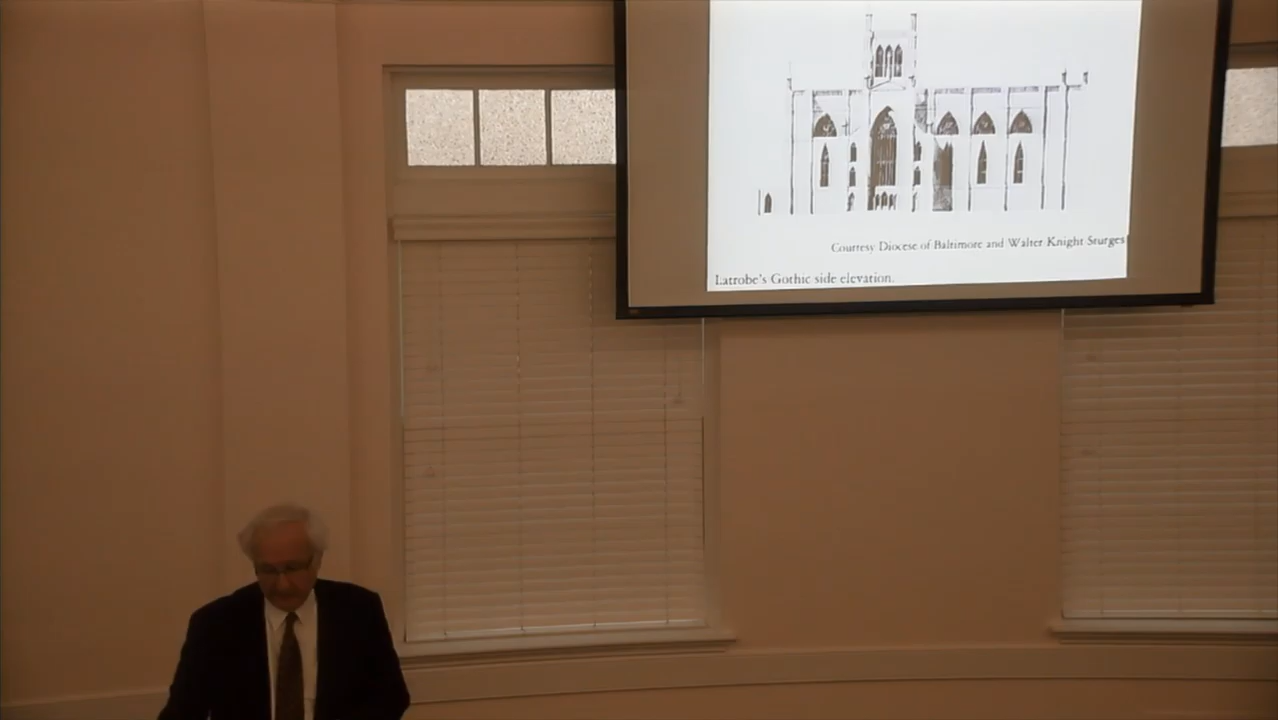 Courtesy Diocese of Baltimore and Walter Knight Sturges
Latrobe's Gothic side elevation.